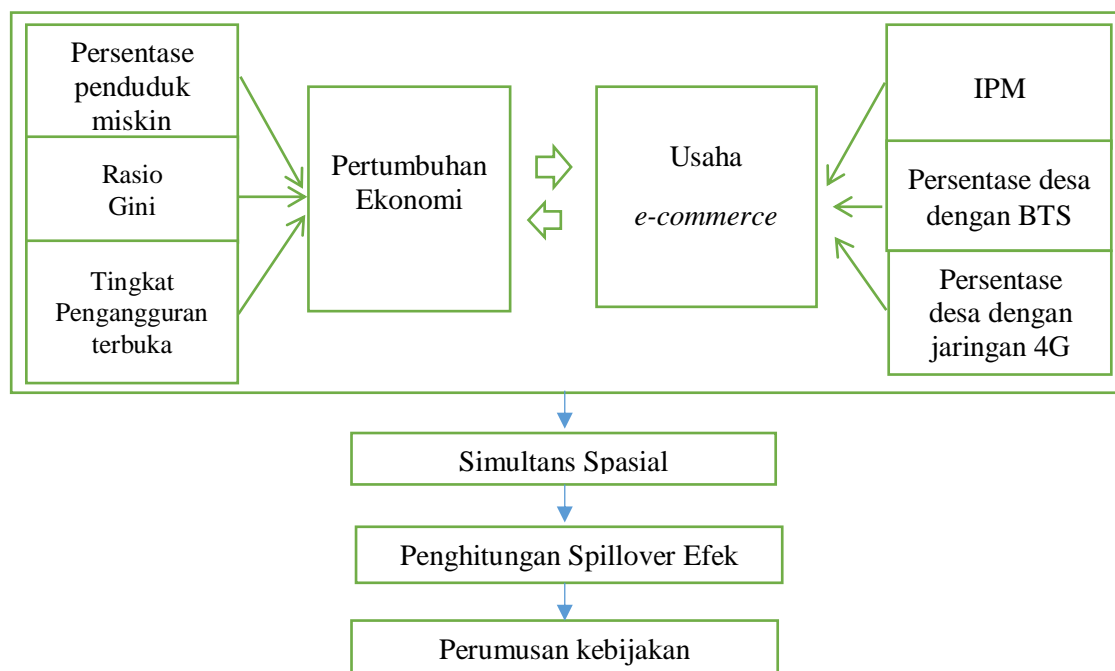 Persentase
penduduk
miskin
Rasio
Gini
Tingkat
Pengangguran
terbuka
Pertumbuhan
Ekonomi
Usaha
e-commerce
IPM
Persentase desa
dengan BTS
Persentase
desa dengan
jaringan 4G
Simultans Spasial
Penghitungan Spillover Efek
Perumusan kebijakan